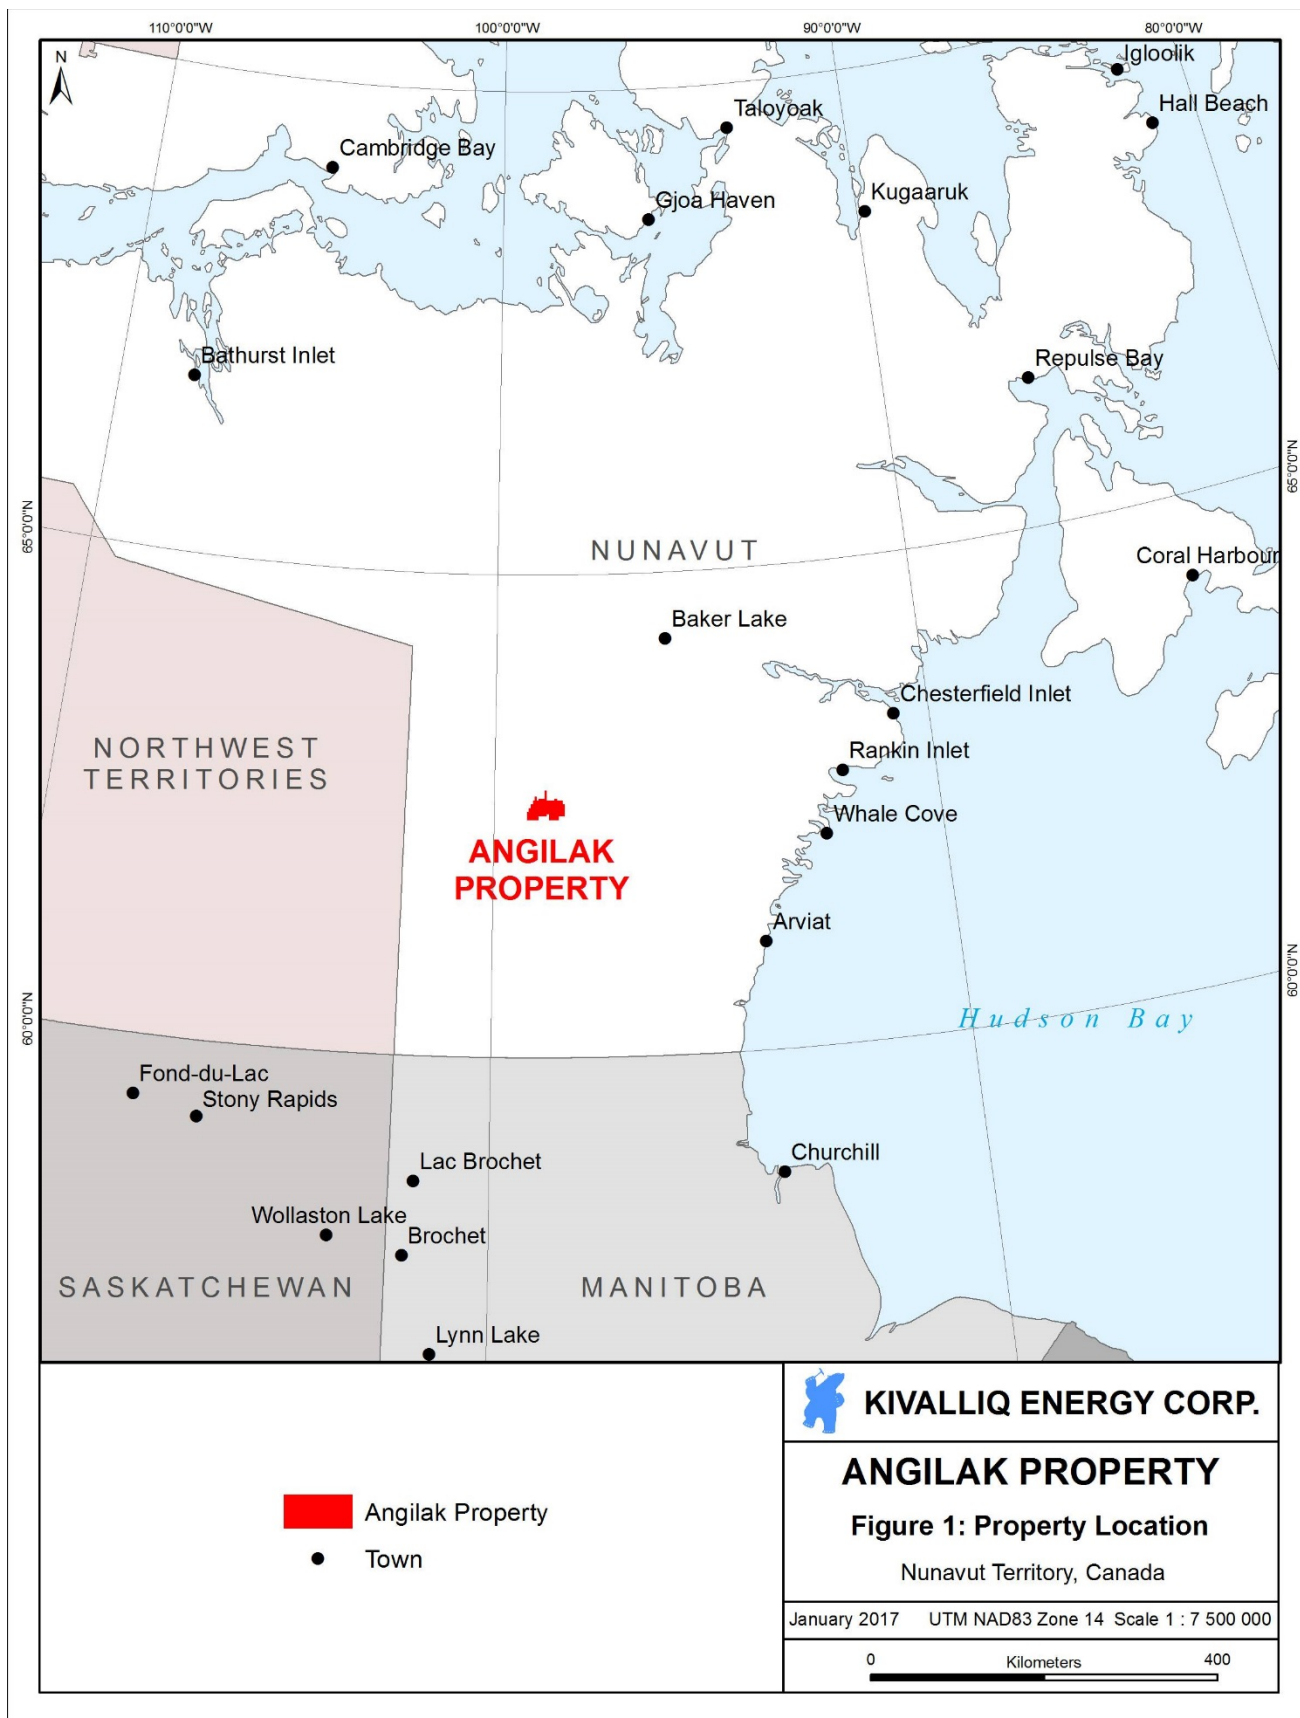 110°0'0"W
100°0'0"W
90°0'0"W
80°0'0"W
N
Igloolik
Hall Beach
Taloyoak
Cambridge Bay
Kugaaruk
Gjoa Haven
Bathurst Inlet
Repulse Bay
65°0'0"N
65°0'0"N
NUNAVUT
Coral Harbour
Baker Lake
Chesterfield Inlet
NORTHWEST
TERRITORIES
Rankin Inlet
Whale Cove
ANGILAK
PROPERTY
Arviat
60°0'0"N
60°0'0"N
Hudson Bay
Fond-du-Lac
Stony Rapids
Churchill
Lac Brochet
Wollaston Lake
Brochet
SASKATCHEWAN
MANITOBA
Lynn Lake
KIVALLIQ ENERGY CORP.
ANGILAK PROPERTY
Figure 1: Property Location
Nunavut Territory, Canada
January 2017 UTM NAD83 Zone 14 Scale 1 : 7 500 000
0 Kilometers 400
Angilak Property
Town